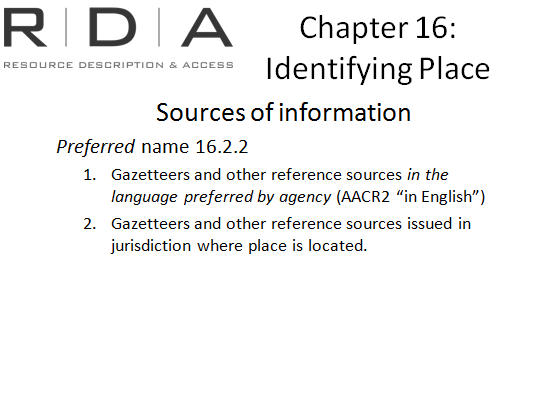 R | D | A
RESOURCE DESCRIPTION & ACCESS
Chapter 16:
Identifying Place
Sources of information
Preferred name 16.2.2
1. Gazetteers and other reference sources in the
language preferred by agency (AACR2 “in English”)
2. Gazetteers and other reference sources issued in
jurisdiction where place is located.